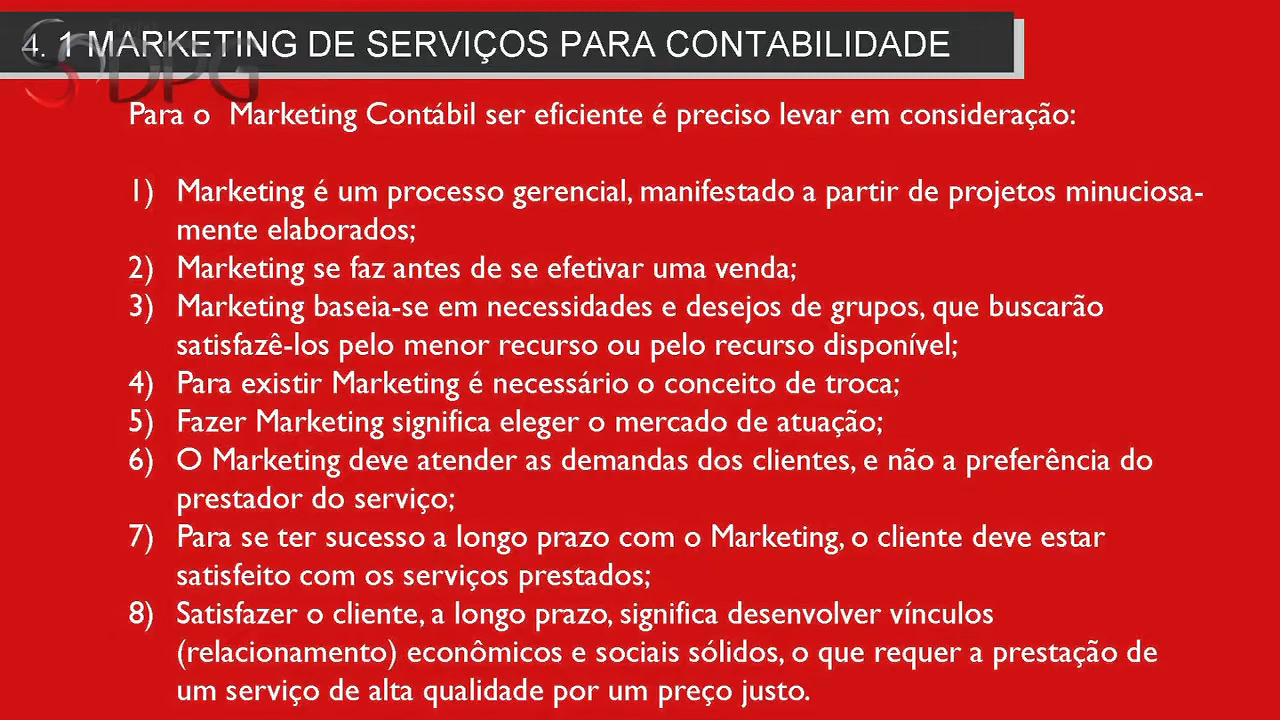 4. 1 MARKETING DE SERVIÇOS PARA CONTABILIDADE
DPG
Para o Marketing Contábil ser eficiente é preciso levar em consideração:
1) Marketing é um processo gerencial, manifestado a partir de projetos minuciosa-
mente elaborados;
2) Marketing se faz antes de se efetivar uma venda;
3) Marketing baseia-se em necessidades e desejos de grupos, que buscarão
satisfazê-los pelo menor recurso ou pelo recurso disponível;
4) Para existir Marketing é necessário o conceito de troca;
5) Fazer Marketing significa eleger o mercado de atuação;
6) O Marketing deve atender as demandas dos clientes, e não a preferência do
prestador do serviço;
7) Para se ter sucesso a longo prazo com o Marketing, o cliente deve estar
satisfeito com os serviços prestados;
8) Satisfazer o cliente, a longo prazo, significa desenvolver vínculos
(relacionamento) econômicos e sociais sólidos, o que requer a prestação de
um serviço de alta qualidade por um preço justo.